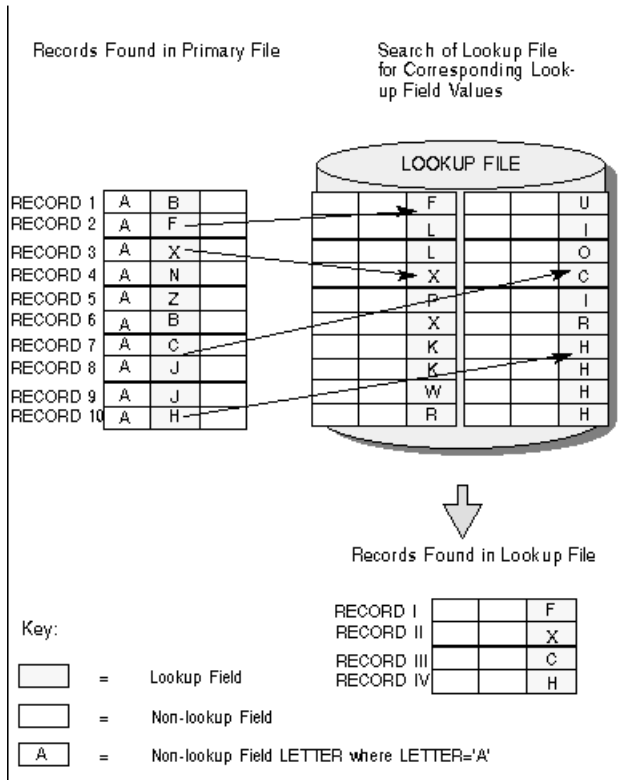 Records Found in Primary File
Search of Lookup File
for Corresponding Look-
up Field Values
LOOKUP FILE
RECORD 1 A B
RECORD 2 A F
RECORD 3 A X
RECORD 4 A N
RECORD 5 A Z
RECORD 6 A B
RECORD 7 A C
RECORD 8 A J
RECORD 9 A J
RECORD 10 A H
F U
L I
L O
X C
P I
X R
K H
K H
W H
R H
Records Found in Lookup File
RECORD I F
RECORD II X
RECORD III C
RECORD IV H
Key:
= Lookup Field
= Non-lookup Field
A = Non-lookup Field LETTER where LETTER='A'